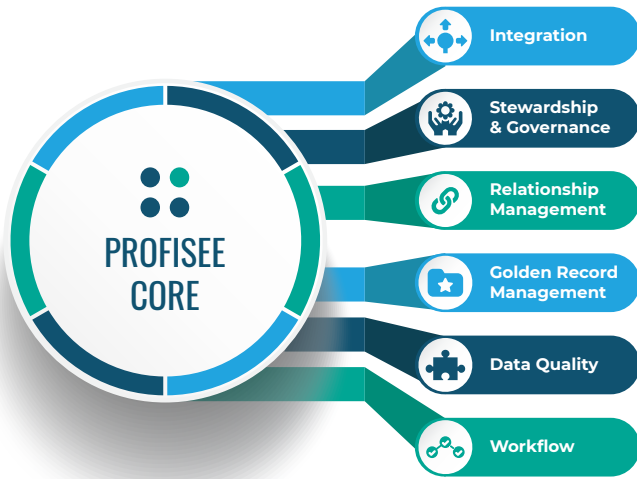 PROFISEE
CORE
Integration
Stewardship
& Governance
Relationship
Management
Golden Record
Management
Data Quality
Workflow